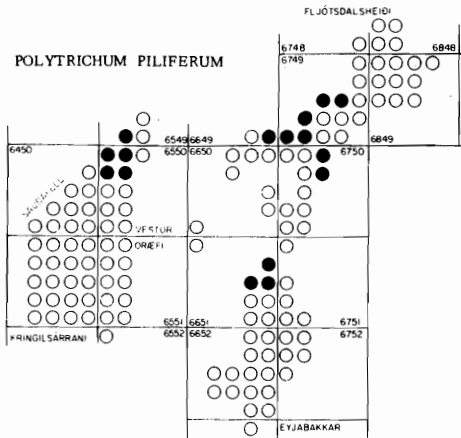 FLJÓTSDALSHEIÐI
6748 6848
6749
POLYTRICHUM PILIFERUM
6450 6549 6649 6849
6550 6650 6750
VESTUR
ÖRÆFI
6551 6651 6751
6552 6652 6752
KRINGILSÁRRANI
EYJABAKKAR